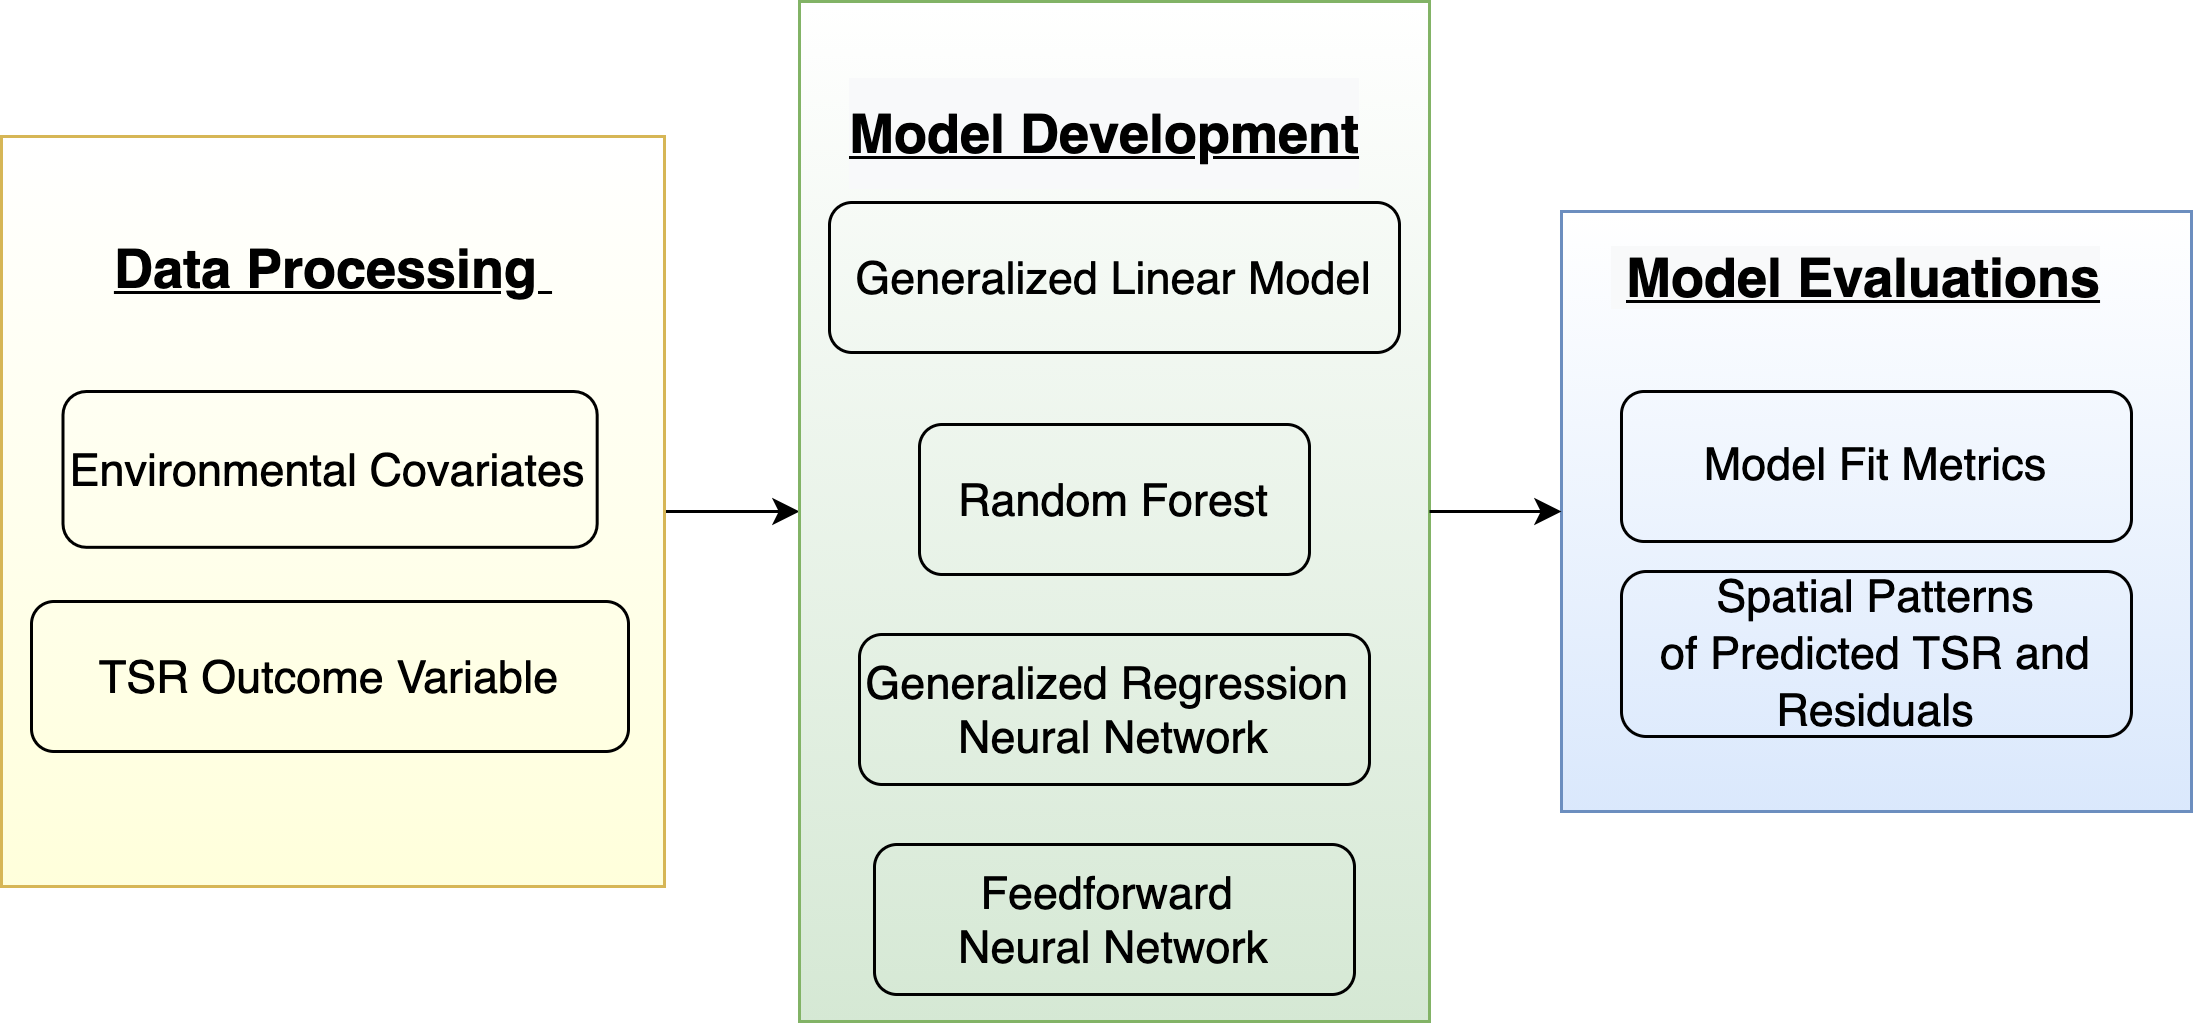 Data Processing
Environmental Covariates
TSR Outcome Variable
Model Development
Generalized Linear Model
Random Forest
Generalized Regression
Neural Network
Feedforward
Neural Network
Model Evaluations
Model Fit Metrics
Spatial Patterns
of Predicted TSR and
Residuals